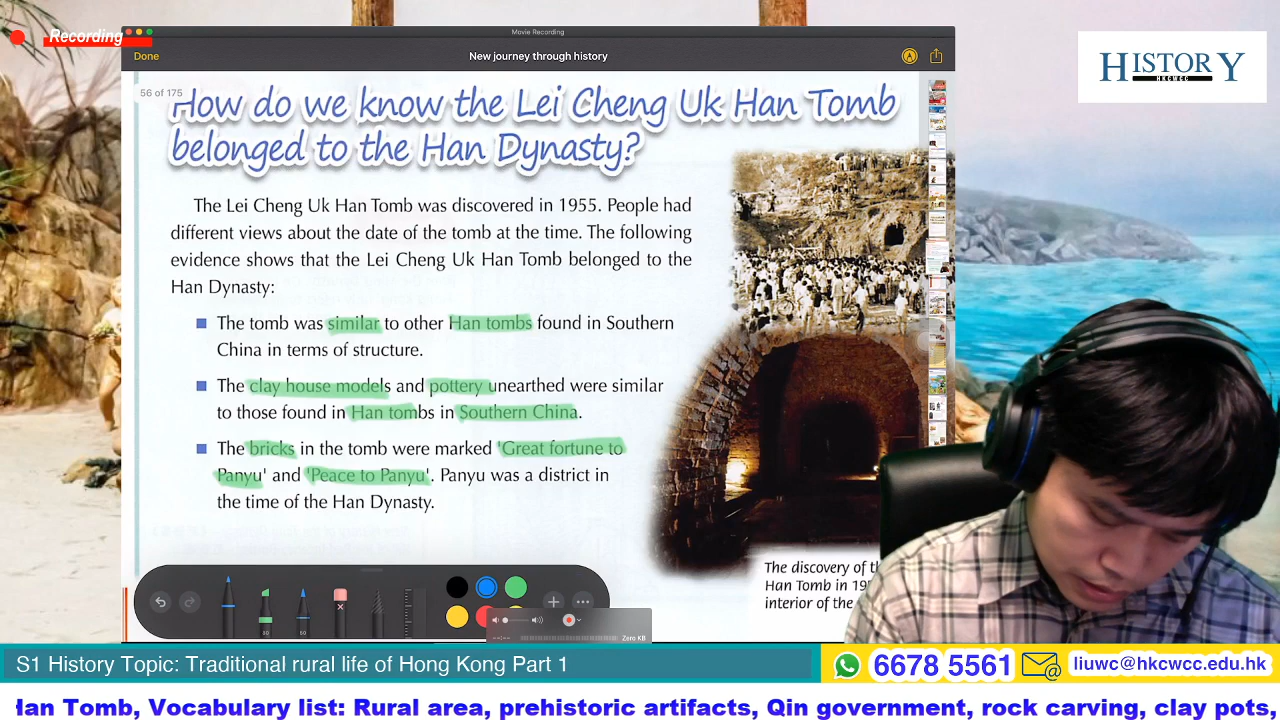 Recording
Movie Recording
Done
New journey through history
HISTORY
HKCWCC
56 of 175
How do we know the Lei Cheng Uk Han Tomb
belonged to the Han Dynasty?
The Lei Cheng Uk Han Tomb was discovered in 1955. People had
different views about the date of the tomb at the time. The following
evidence shows that the Lei Cheng Uk Han Tomb belonged to the
Han Dynasty:
The tomb was similar to other Han tombs found in Southern
China in terms of structure.
The clay house models and pottery unearthed were similar
to those found in Han tombs in Southern China.
The bricks in the tomb were marked 'Great fortune to
Panyu' and 'Peace to Panyu'. Panyu was a district in
the time of the Han Dynasty.
The discovery of
Han Tomb in
interior of the
80
60
Zero KB
S1 History Topic: Traditional rural life of Hong Kong Part 1
6678 5561
liuwc@hkcwcc.edu.hk
Han Tomb, Vocabulary list: Rural area, prehistoric artifacts, Qin government, rock carving, clay pots,